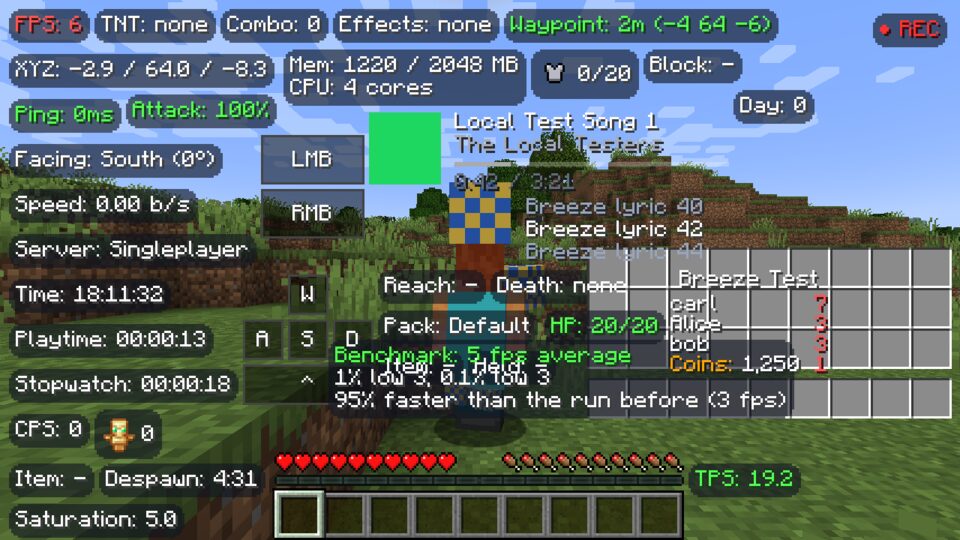 FPS: 6
TNT: none
Combo: 0
Effects: none
Waypoint: 2m (-4 64 -6)
● REC
XYZ: -2.9 / 64.0 / -8.3
Mem: 1220 / 2048 MB
CPU: 4 cores
0/20
Block: -
Day: 0
Ping: 0ms
Attack: 100%
Local Test Song 1
The Local Testers
0:42 / 3:21
Facing: South (0°)
LMB
RMB
Breeze lyric 40
Breeze lyric 42
Breeze lyric 44
Speed: 0.00 b/s
Server: Singleplayer
Time: 18:11:32
W
Reach: -
Death: none
Breeze Test
carl 7
Alice 3
bob 3
Coins: 1,250 1
Playtime: 00:00:13
A
S
D
Pack: Default
HP: 20/20
Benchmark: 5 fps average
Item: - Held -
1% low 3, 0.1% low 3
95% faster than the run before (3 fps)
Stopwatch: 00:00:18
^
CPS: 0
0
Item: -
Despawn: 4:31
TPS: 19.2
Saturation: 5.0